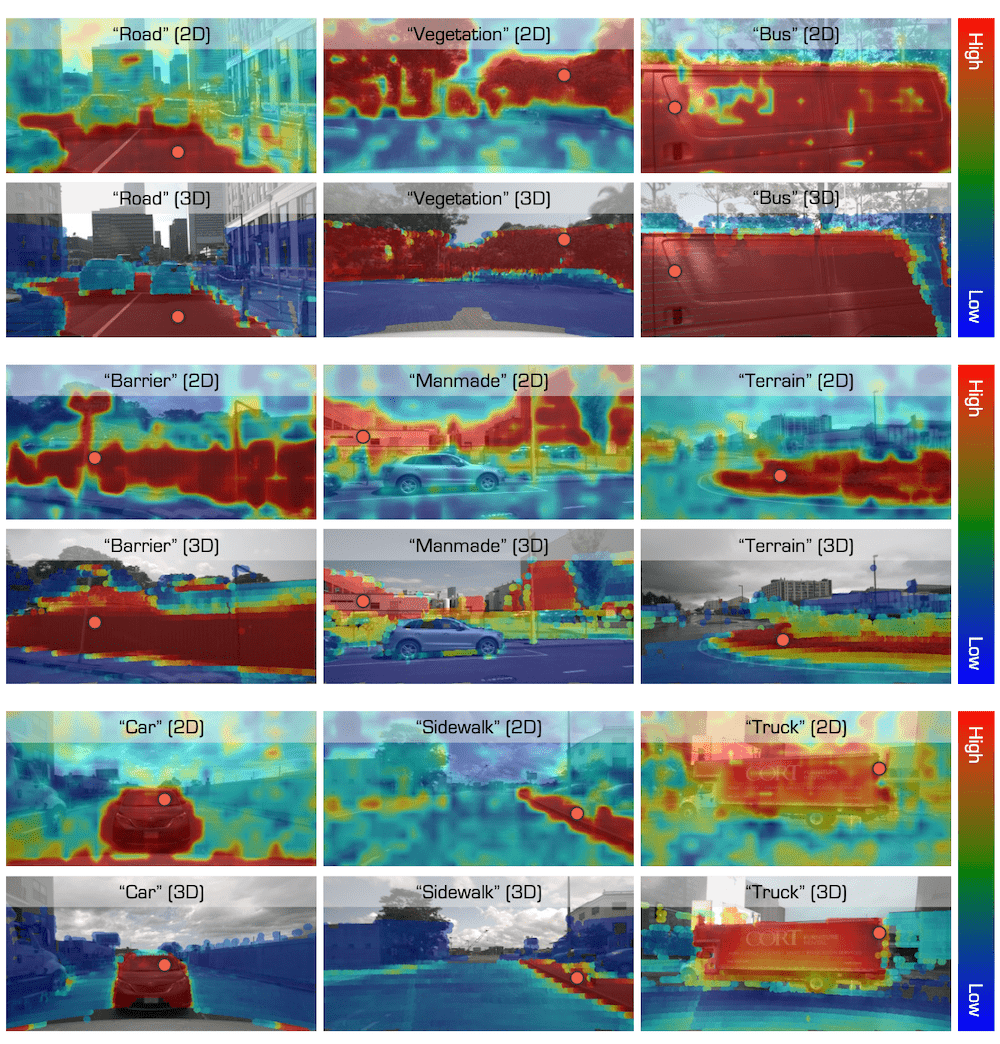 “Road” (2D)
“Vegetation” (2D)
“Bus” (2D)
High
“Road” (3D)
“Vegetation” (3D)
“Bus” (3D)
Low
“Barrier” (2D)
“Manmade” (2D)
“Terrain” (2D)
High
“Barrier” (3D)
“Manmade” (3D)
“Terrain” (3D)
Low
“Car” (2D)
“Sidewalk” (2D)
“Truck” (2D)
High
CORT
“Car” (3D)
“Sidewalk” (3D)
“Truck” (3D)
CORT
Low